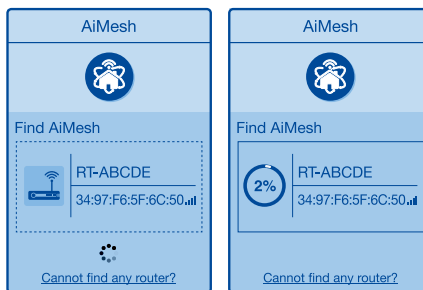 AiMesh
Find AiMesh
RT-ABCDE
34:97:F6:5F:6C:50
Cannot find any router?
AiMesh
Find AiMesh
2%
RT-ABCDE
34:97:F6:5F:6C:50
Cannot find any router?